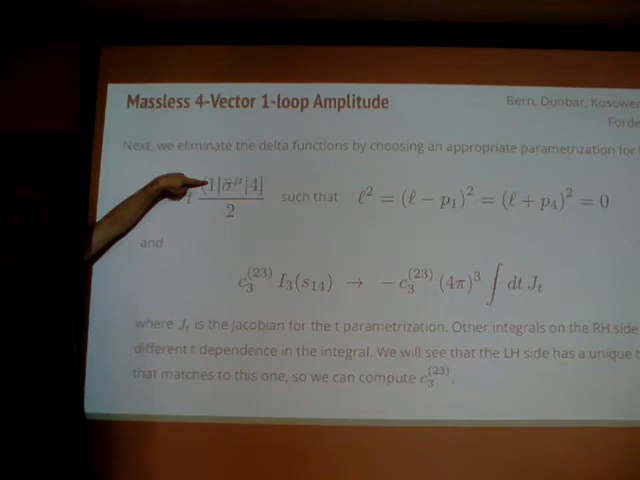 Massless 4-Vector 1-loop Amplitude
Bern, Dunbar, Kosower
Forde
Next, we eliminate the delta functions by choosing an appropriate parametrization for
t ⟨1|σ̄^μ|4]/2 such that ℓ² = (ℓ − p₁)² = (ℓ + p₄)² = 0
and
c₃^(23) I₃(s₁₄) → − c₃^(23) (4π)³ ∫ dt Jₜ
where Jₜ is the Jacobian for the t parametrization. Other integrals on the RH side
different t dependence in the integral. We will see that the LH side has a unique t
that matches to this one, so we can compute c₃^(23).